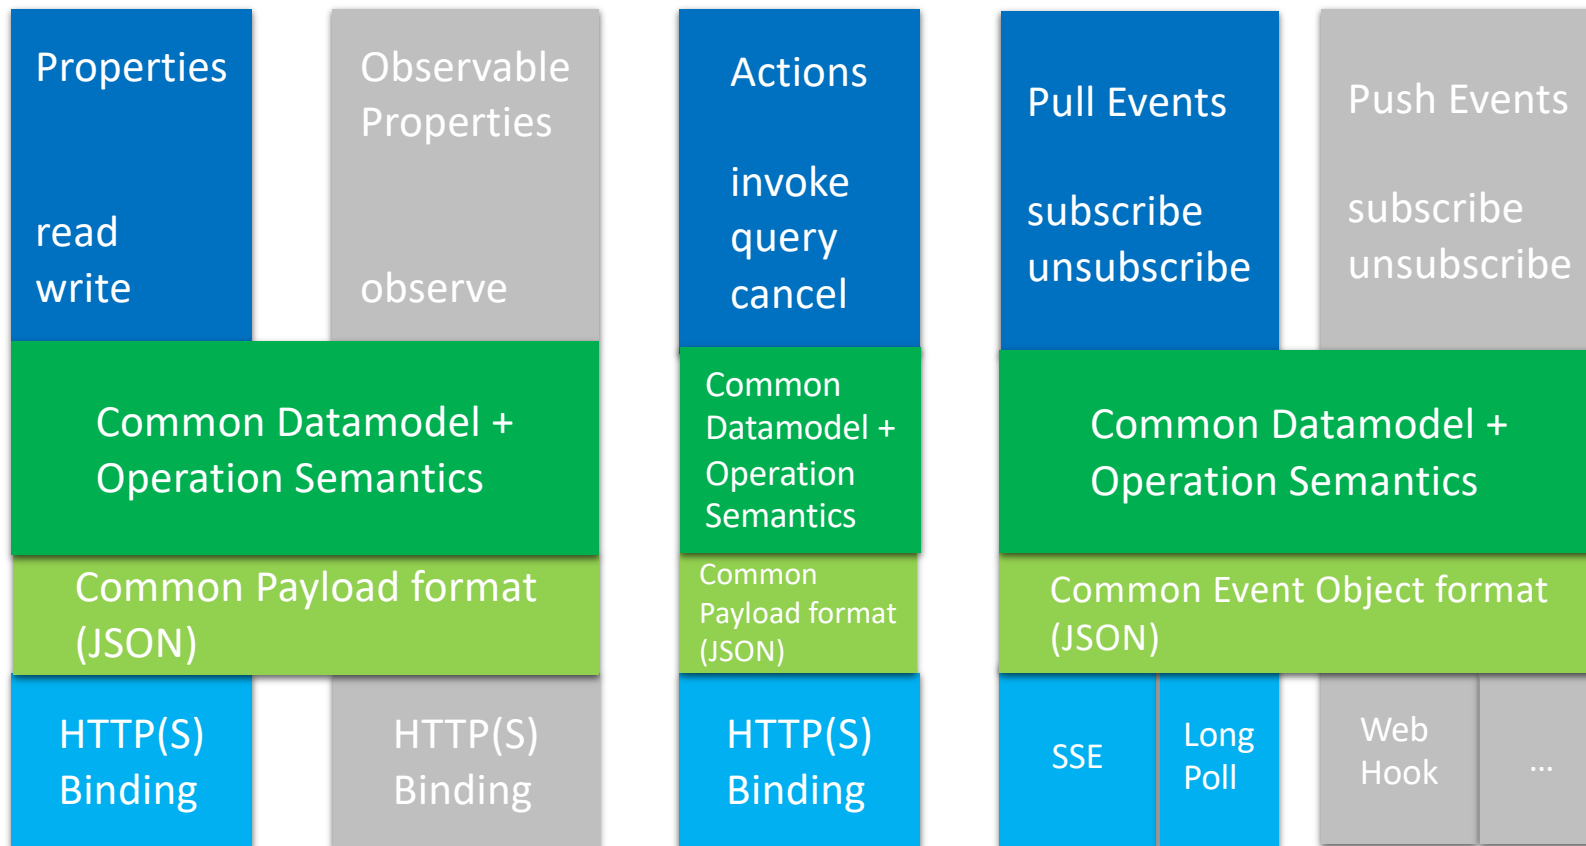 Properties
read
write
Observable
Properties
observe
Actions
invoke
query
cancel
Pull Events
subscribe
unsubscribe
Push Events
subscribe
unsubscribe
Common Datamodel +
Operation Semantics
Common
Datamodel +
Operation
Semantics
Common Datamodel +
Operation Semantics
Common Payload format
(JSON)
Common
Payload format
(JSON)
Common Event Object format
(JSON)
HTTP(S)
Binding
HTTP(S)
Binding
HTTP(S)
Binding
SSE
Long
Poll
Web
Hook
...